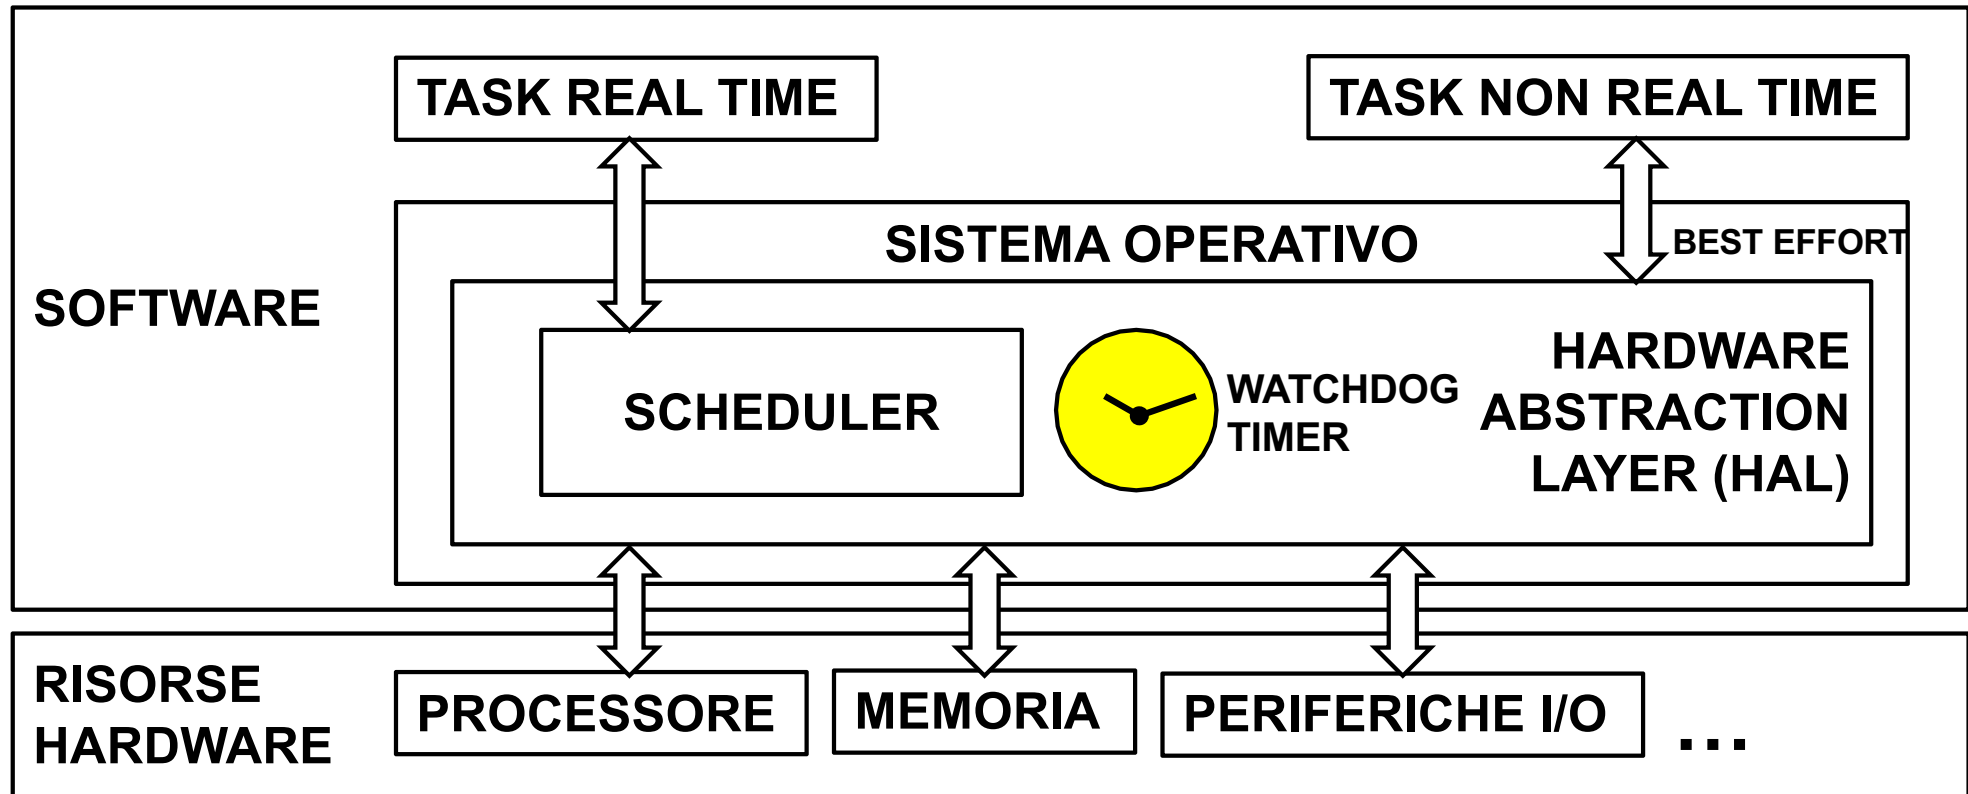 TASK REAL TIME
TASK NON REAL TIME
SISTEMA OPERATIVO
BEST EFFORT
SOFTWARE
SCHEDULER
WATCHDOG
TIMER
HARDWARE
ABSTRACTION
LAYER (HAL)
RISORSE
HARDWARE
PROCESSORE
MEMORIA
PERIFERICHE I/O
...